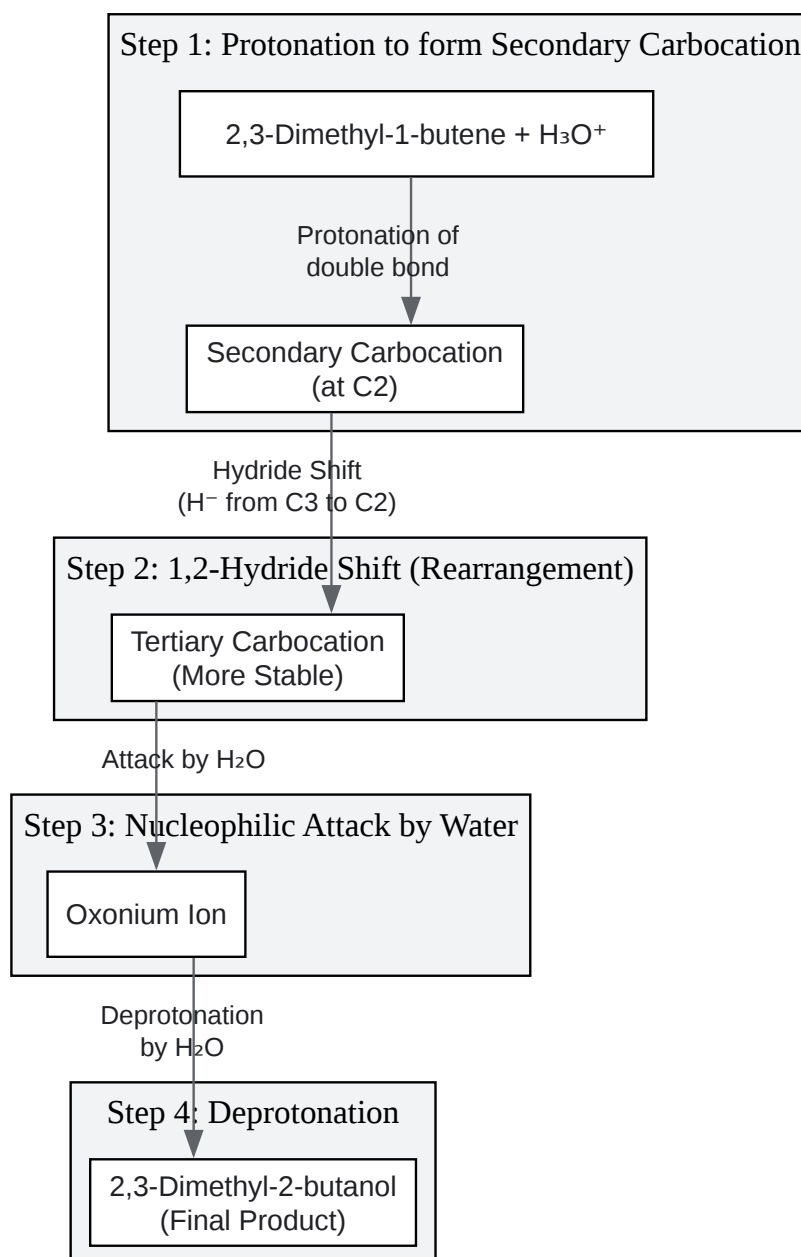 Step 1: Protonation to form Secondary Carbocation
2,3-Dimethyl-1-butene + H₃O⁺
Protonation of
double bond
Secondary Carbocation
(at C2)
Hydride Shift
(H⁻ from C3 to C2)
Step 2: 1,2-Hydride Shift (Rearrangement)
Tertiary Carbocation
(More Stable)
Attack by H₂O
Step 3: Nucleophilic Attack by Water
Oxonium Ion
Deprotonation
by H₂O
Step 4: Deprotonation
2,3-Dimethyl-2-butanol
(Final Product)